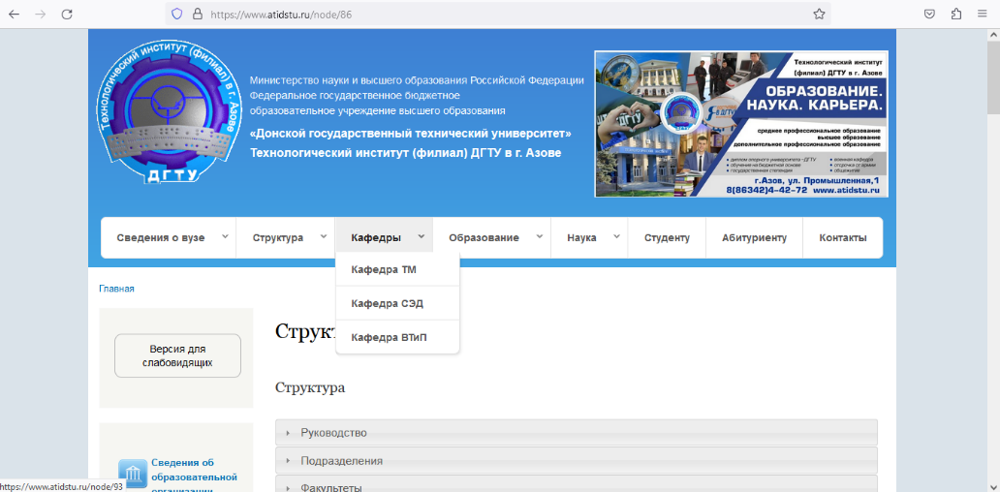 https://www.atidstu.ru/node/86
Технологический институт (филиал) ДГТУ в г. Азове
ДГТУ
Министерство науки и высшего образования Российской Федерации
Федеральное государственное бюджетное
образовательное учреждение высшего образования
«Донской государственный технический университет»
Технологический институт (филиал) ДГТУ в г. Азове
Технологический институт
(филиал) ДГТУ в г. Азове
ОБРАЗОВАНИЕ.
НАУКА. КАРЬЕРА.
среднее профессиональное образование
высшее образование
дополнительное профессиональное образование
• диплом опорного университета -ДГТУ
• обучение на бюджетной основе
• государственная стипендия
• военная кафедра
• отсрочка от армии
• общежитие
г.Азов, ул. Промышленная,1
8(86342)4-42-72 www.atidstu.ru
Сведения о вузе
Структура
Кафедры
Образование
Наука
Студенту
Абитуриенту
Контакты
Кафедра ТМ
Кафедра СЭД
Кафедра ВТиП
Главная
Версия для
слабовидящих
Струк
Структура
Руководство
Подразделения
Факультеты
Сведения об
образовательной
организации
https://www.atidstu.ru/node/93